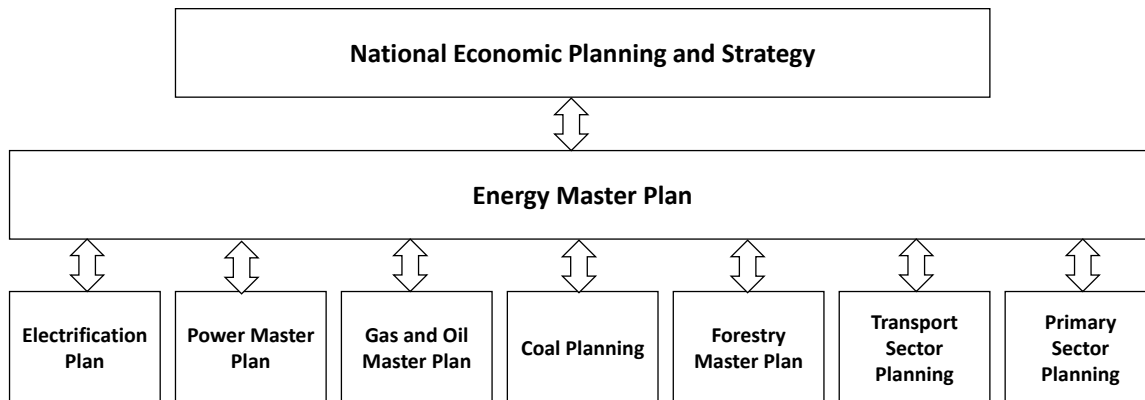 National Economic Planning and Strategy
Energy Master Plan
Electrification
Plan
Power Master
Plan
Gas and Oil
Master Plan
Coal Planning
Forestry
Master Plan
Transport
Sector
Planning
Primary
Sector
Planning